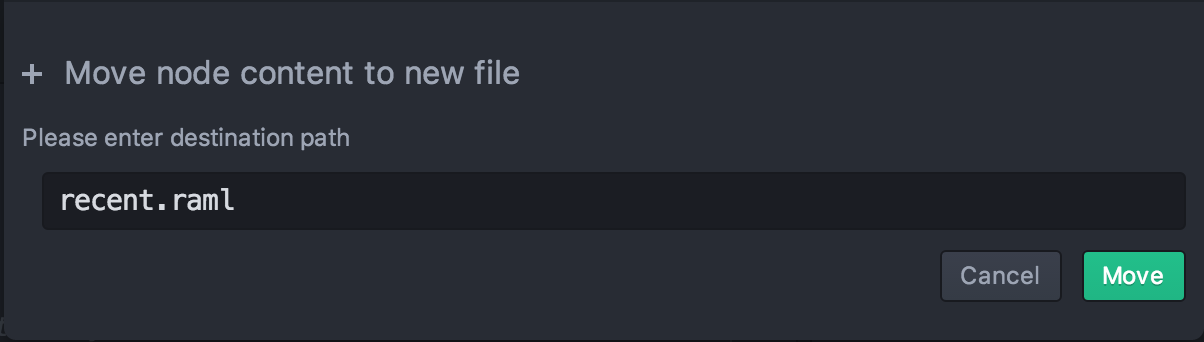 + Move node content to new file
Please enter destination path
recent.raml
Cancel Move